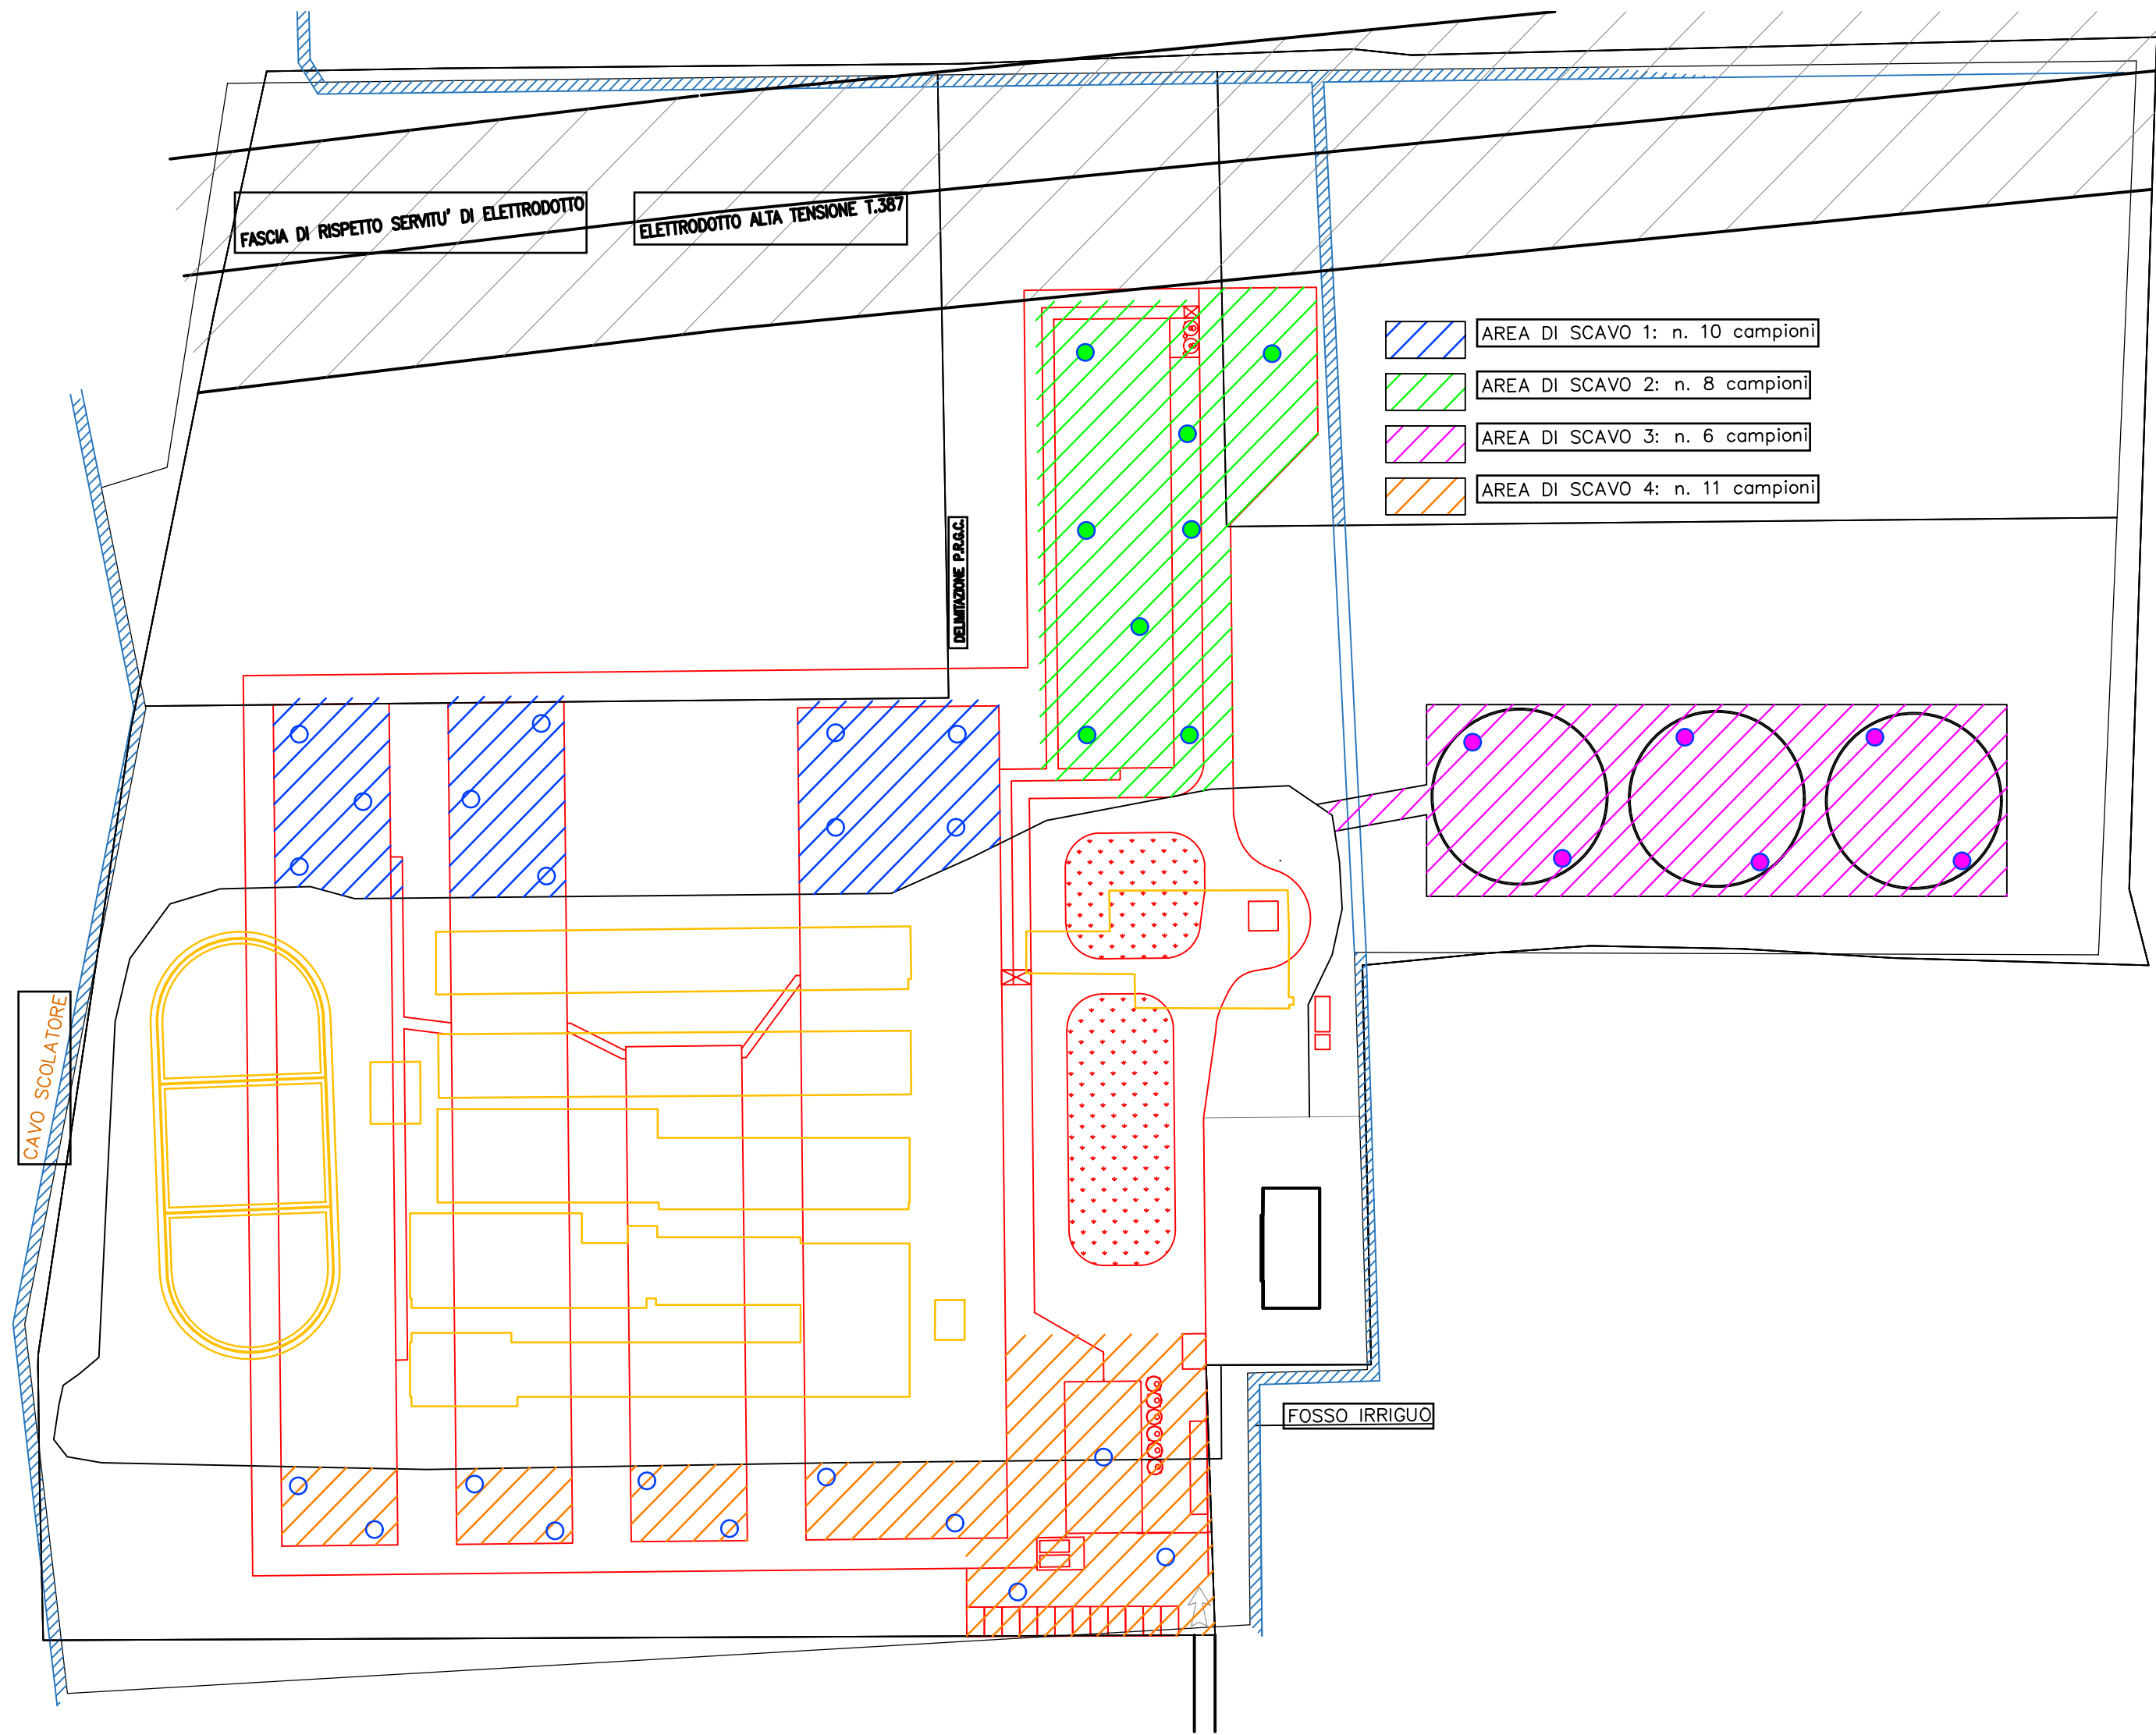 FASCIA DI RISPETTO SERVITU' DI ELETTRODOTTO
ELETTRODOTTO ALTA TENSIONE T.387
AREA DI SCAVO 1: n. 10 campioni
AREA DI SCAVO 2: n. 8 campioni
AREA DI SCAVO 3: n. 6 campioni
AREA DI SCAVO 4: n. 11 campioni
DELIMITAZIONE P.R.G.C.
CAVO SCOLATORE
FOSSO IRRIGUO